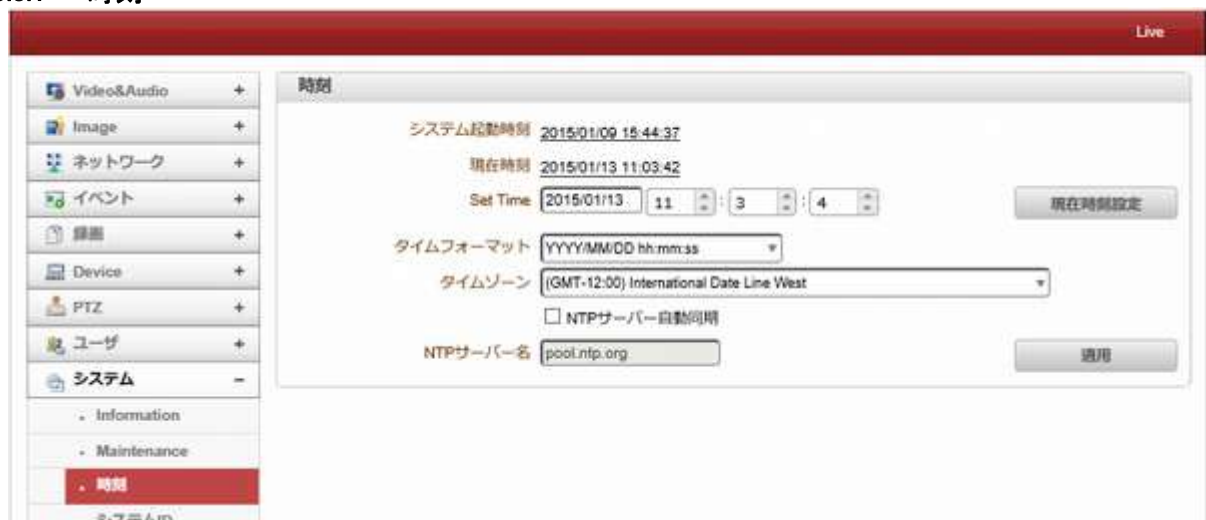 Live
Video&Audio +
Image +
ネットワーク +
イベント +
録画 +
Device +
PTZ +
ユーザ +
システム -
. Information
. Maintenance
. 時刻
時刻
システム起動時刻 2015/01/09 15:44:37
現在時刻 2015/01/13 11:03:42
Set Time 2015/01/13 11 : 3 : 4 現在時刻設定
タイムフォーマット YYYY/MM/DD hh:mm:ss
タイムゾーン (GMT-12:00) International Date Line West
NTPサーバー自動同期
NTPサーバー名 pool.ntp.org 適用